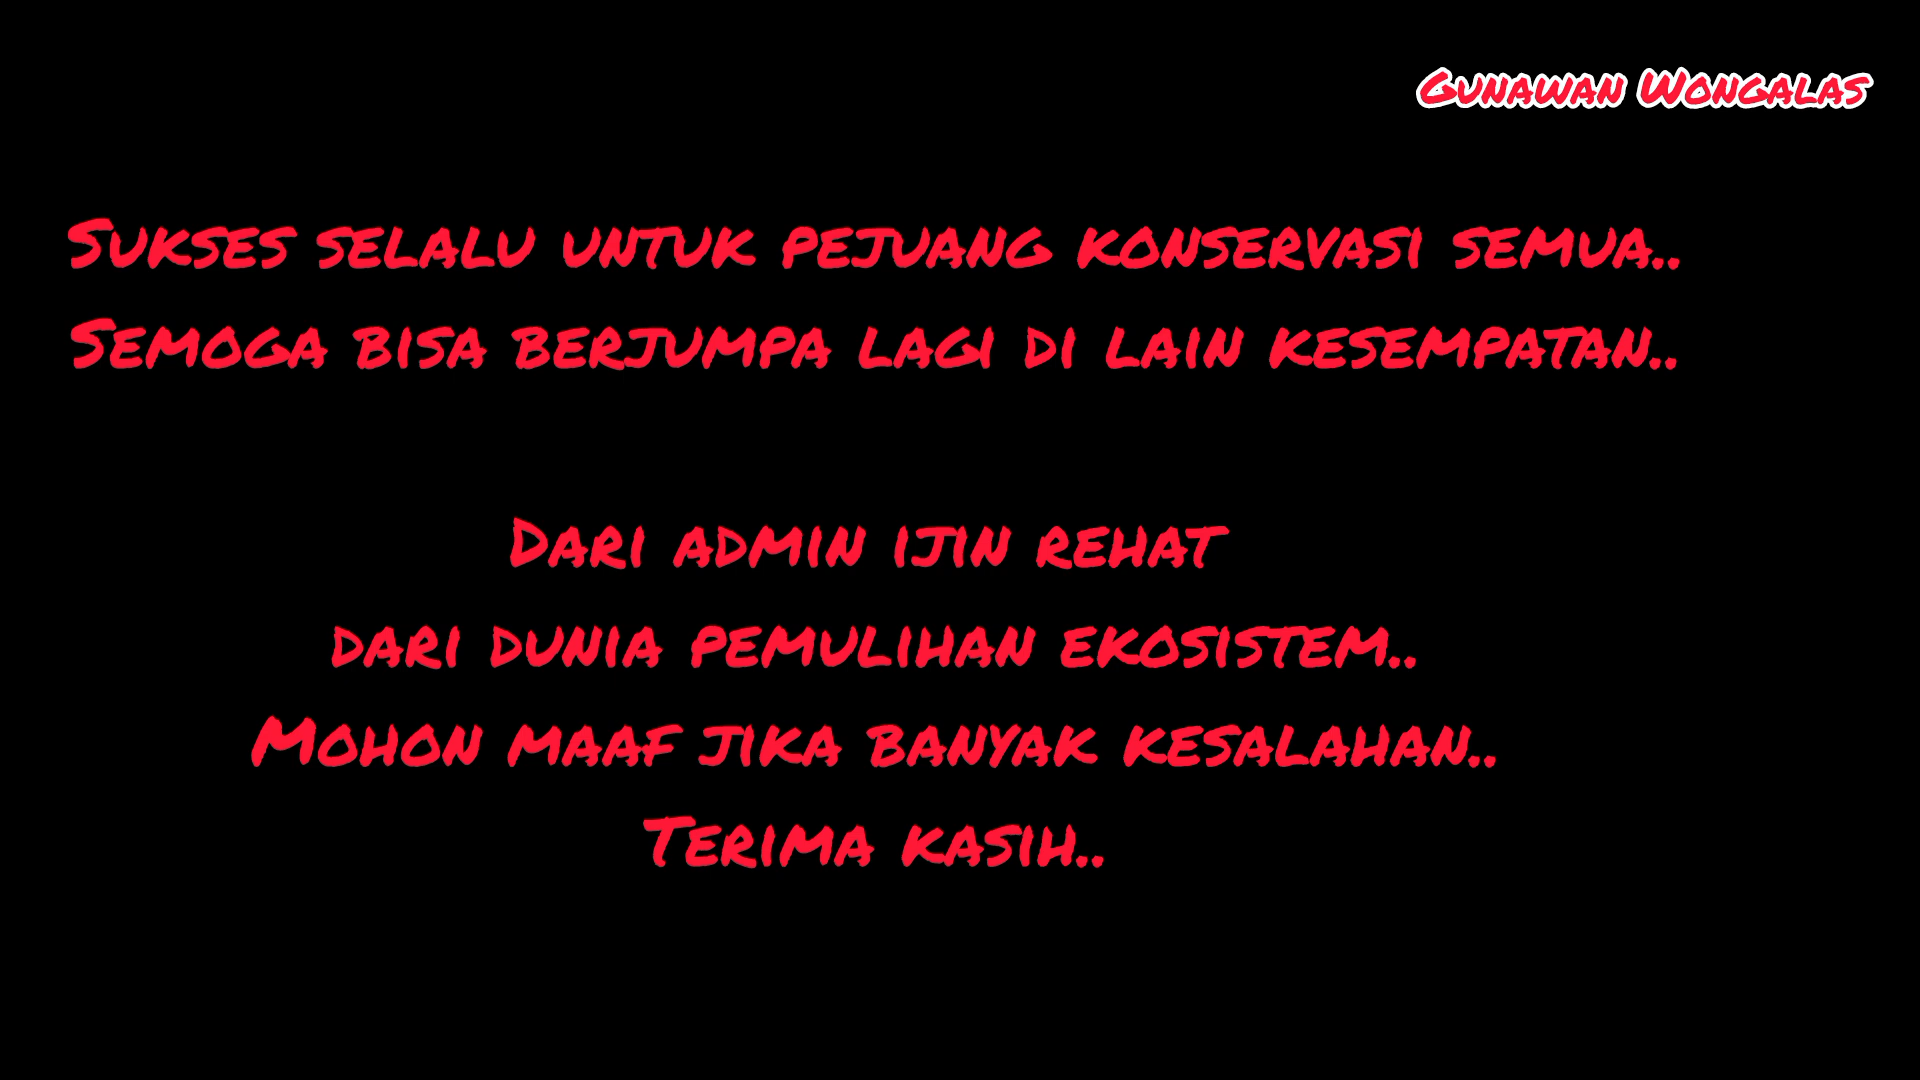 Gunawan Wongalas
Sukses selalu untuk pejuang konservasi semua..
Semoga bisa berjumpa lagi di lain kesempatan..
Dari admin ijin rehat
dari dunia pemulihan ekosistem..
Mohon maaf jika banyak kesalahan..
Terima kasih..